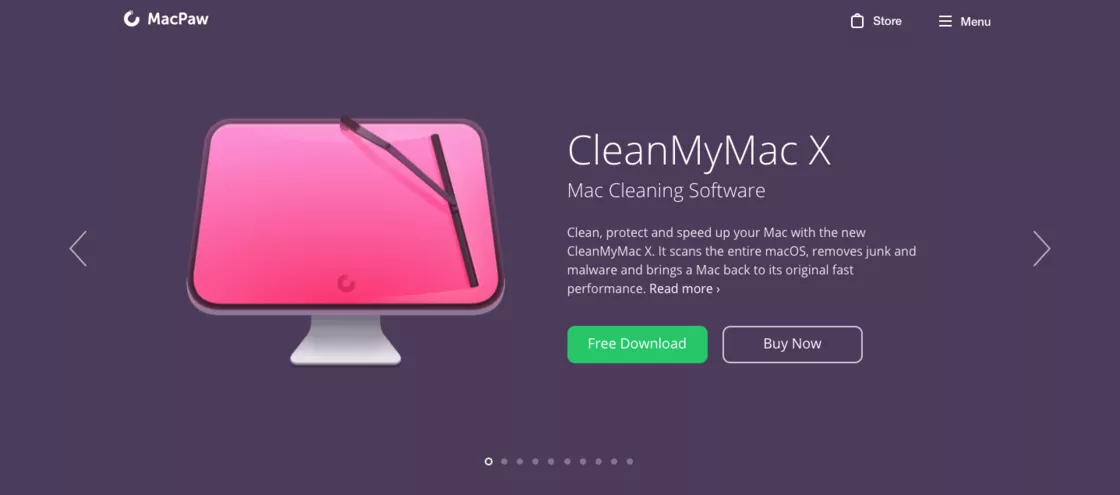 MacPaw
Store
Menu
CleanMyMac X
Mac Cleaning Software
Clean, protect and speed up your Mac with the new
CleanMyMac X. It scans the entire macOS, removes junk and
malware and brings a Mac back to its original fast
performance. Read more ›
Free Download
Buy Now